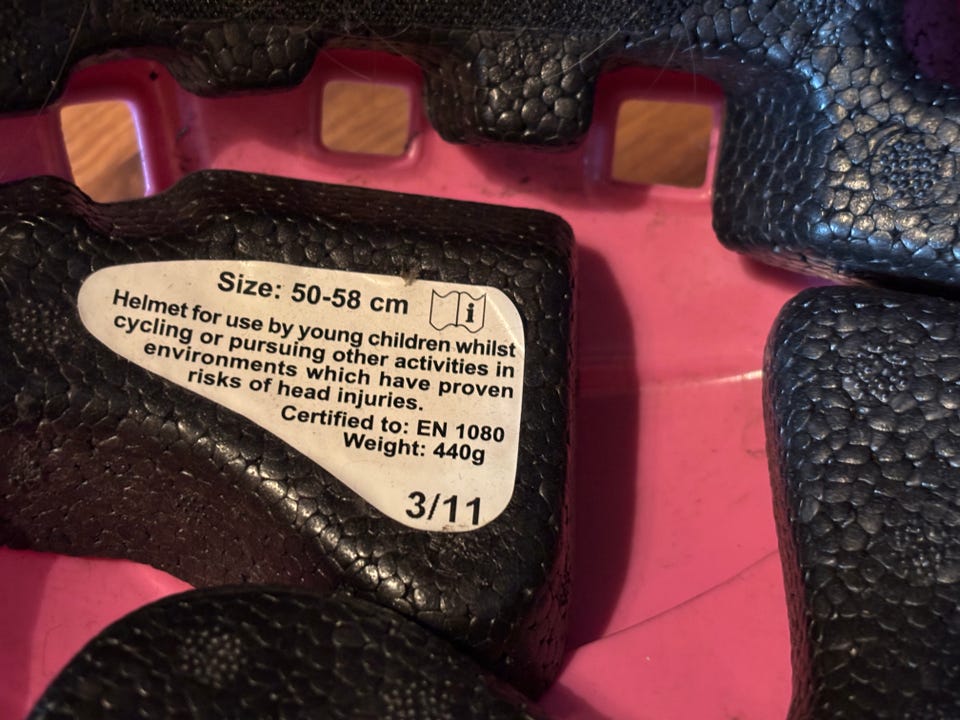 Size: 50-58 cm
i
Helmet for use by young children whilst
cycling or pursuing other activities in
environments which have proven
risks of head injuries.
Certified to: EN 1080
Weight: 440g
3/11